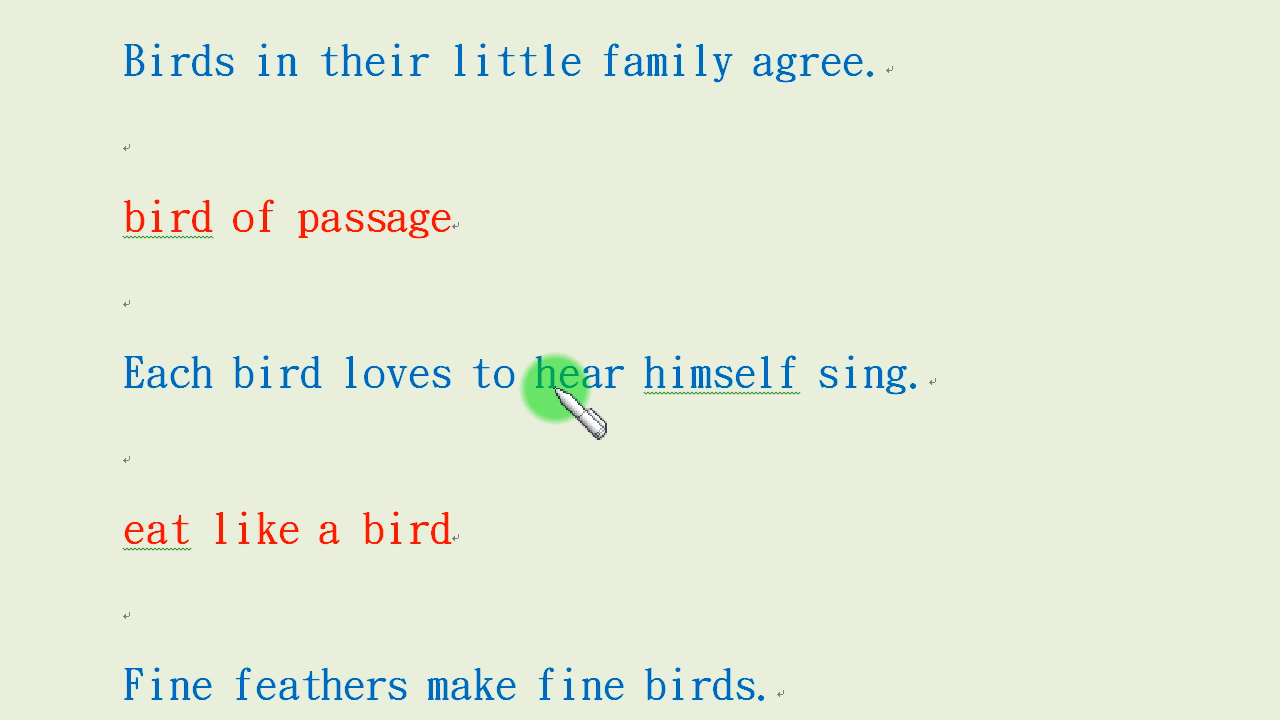 Birds in their little family agree.
bird of passage
Each bird loves to hear himself sing.
eat like a bird
Fine feathers make fine birds.